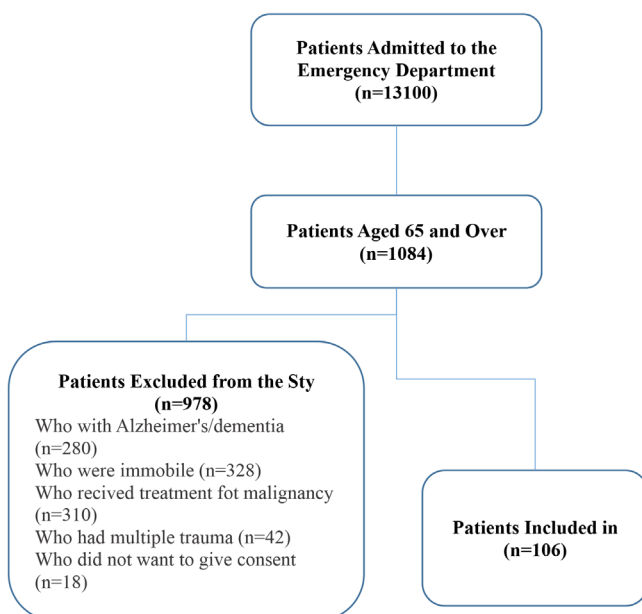 Patients Admitted to the
Emergency Department
(n=13100)
Patients Aged 65 and Over
(n=1084)
Patients Excluded from the Sty
(n=978)
Who with Alzheimer's/dementia
(n=280)
Who were immobile (n=328)
Who recived treatment fot malignancy
(n=310)
Who had multiple trauma (n=42)
Who did not want to give consent
(n=18)
Patients Included in
(n=106)